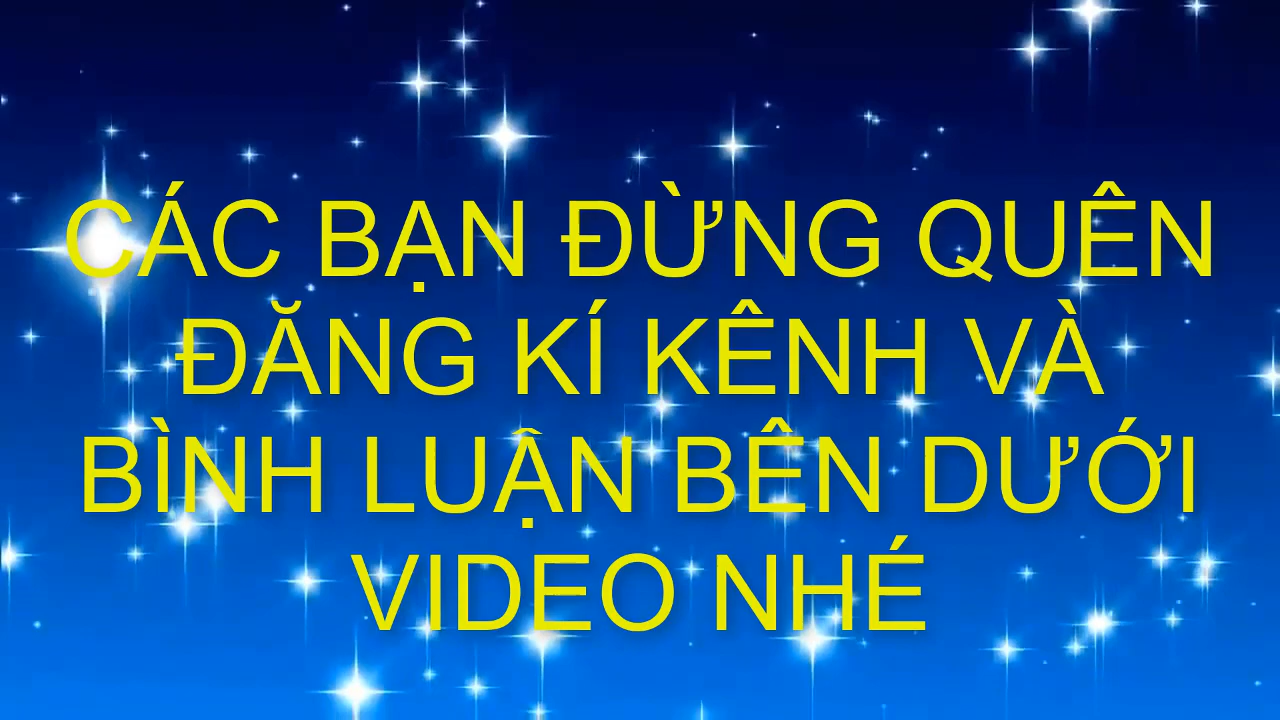 CÁC BẠN ĐỪNG QUÊN
ĐĂNG KÍ KÊNH VÀ
BÌNH LUẬN BÊN DƯỚI
VIDEO NHÉ